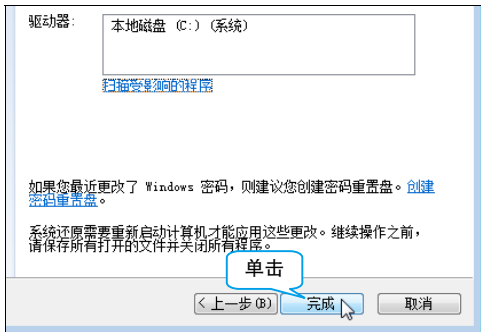 驱动器:
本地磁盘 (C:) (系统)
扫描受影响的程序
如果您最近更改了 Windows 密码，则建议您创建密码重置盘。创建
密码重置盘。
系统还原需要重新启动计算机才能应用这些更改。继续操作之前，
请保存所有打开的文件并关闭所有程序。
单击
<上一步(B) 完成 取消